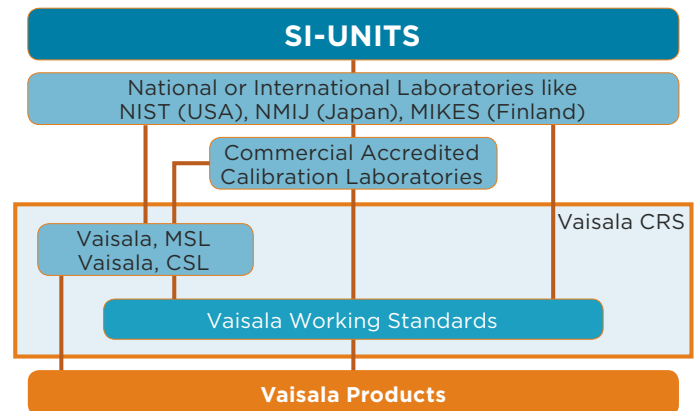 SI-UNITS
National or International Laboratories like
NIST (USA), NMIJ (Japan), MIKES (Finland)
Commercial Accredited
Calibration Laboratories
Vaisala CRS
Vaisala, MSL
Vaisala, CSL
Vaisala Working Standards
Vaisala Products